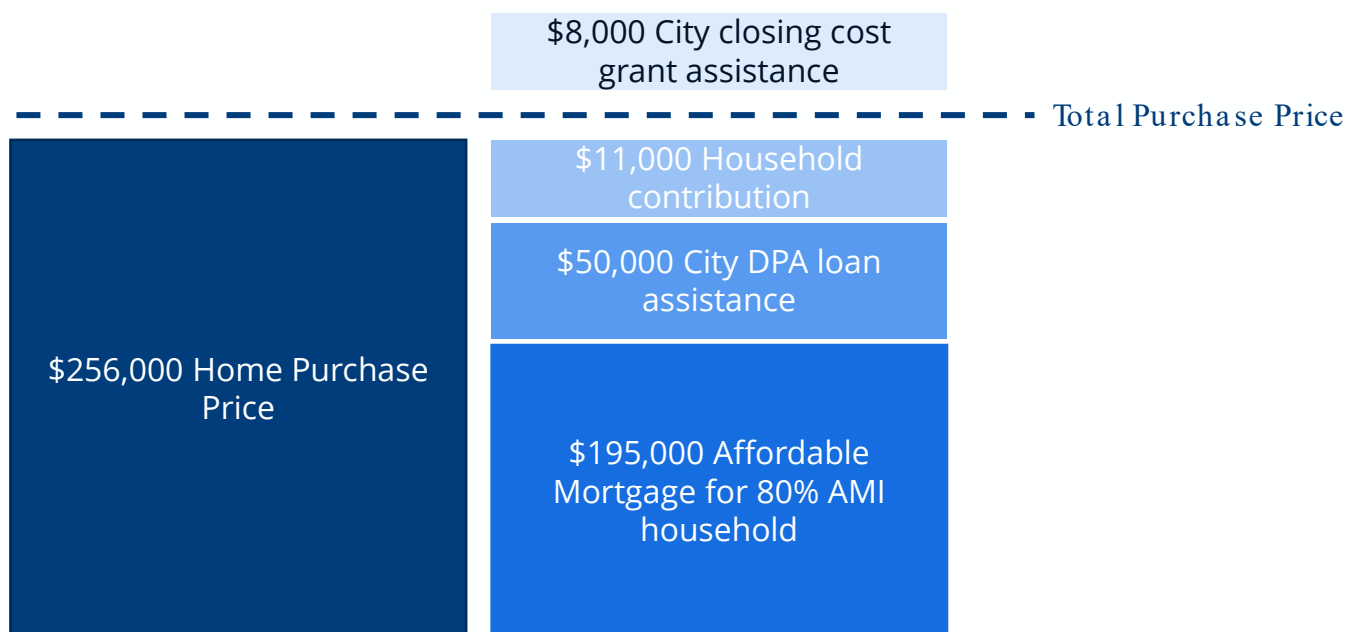 $8,000 City closing cost
grant assistance
Total Purchase Price
$11,000 Household
contribution
$50,000 City DPA loan
assistance
$256,000 Home Purchase
Price
$195,000 Affordable
Mortgage for 80% AMI
household